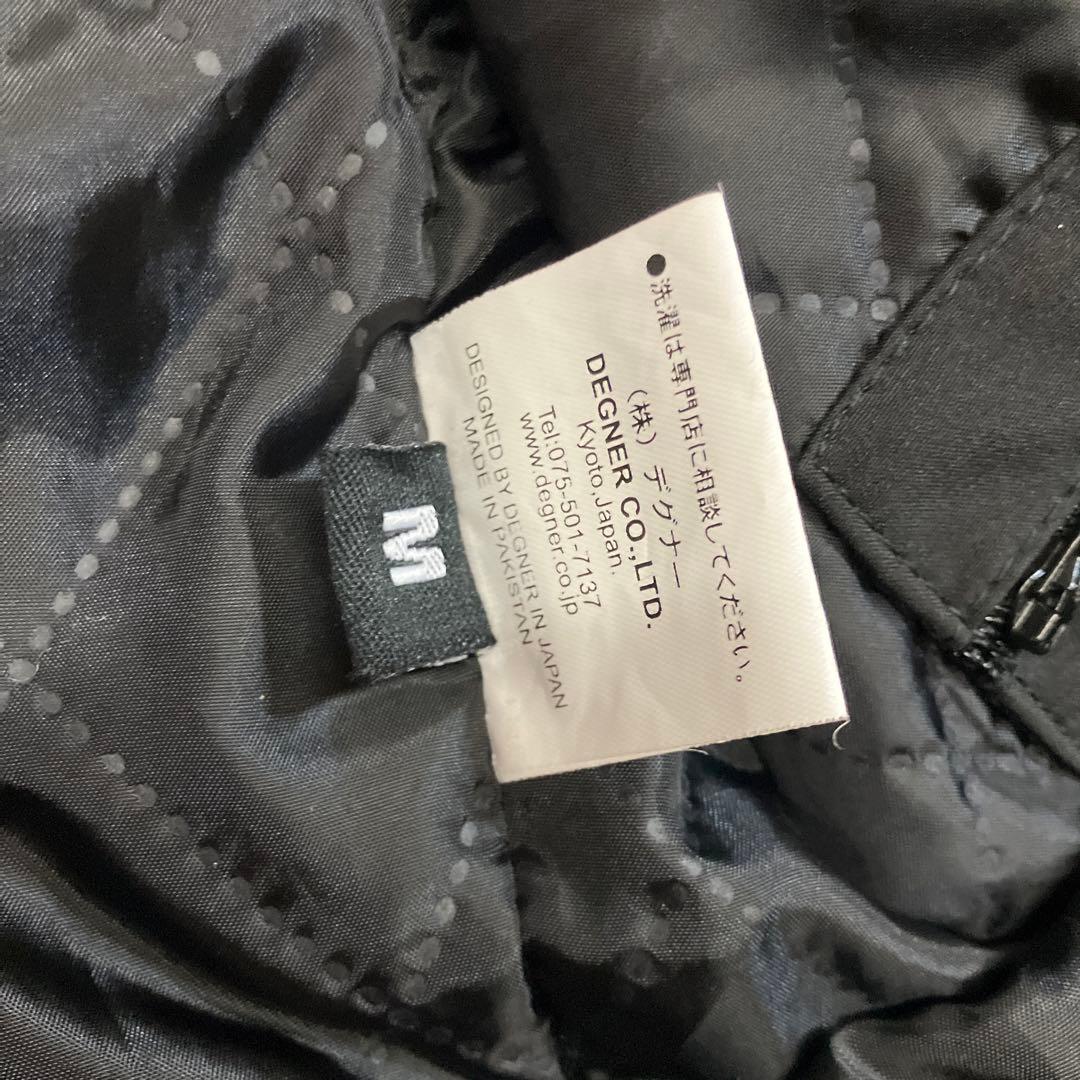 ●洗濯は専門店に相談してください。
(株) デグナー
DEGNER CO.,LTD.
Kyoto,Japan.
Tel:075-501-7137
www.degner.co.jp
DESIGNED BY DEGNER IN JAPAN
MADE IN PAKISTAN
M